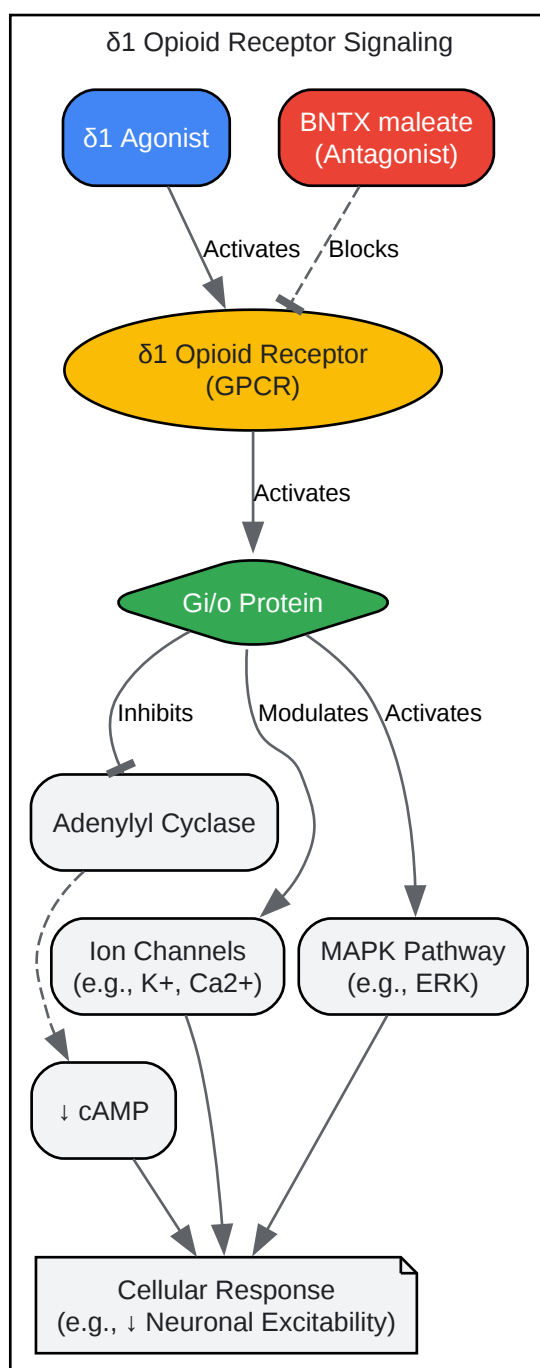 δ1 Opioid Receptor Signaling
δ1 Agonist
BNTX maleate
(Antagonist)
Activates
Blocks
δ1 Opioid Receptor
(GPCR)
Activates
Gi/o Protein
Inhibits
Modulates
Activates
Adenylyl Cyclase
Ion Channels
(e.g., K+, Ca2+)
MAPK Pathway
(e.g., ERK)
↓ cAMP
Cellular Response
(e.g., ↓ Neuronal Excitability)